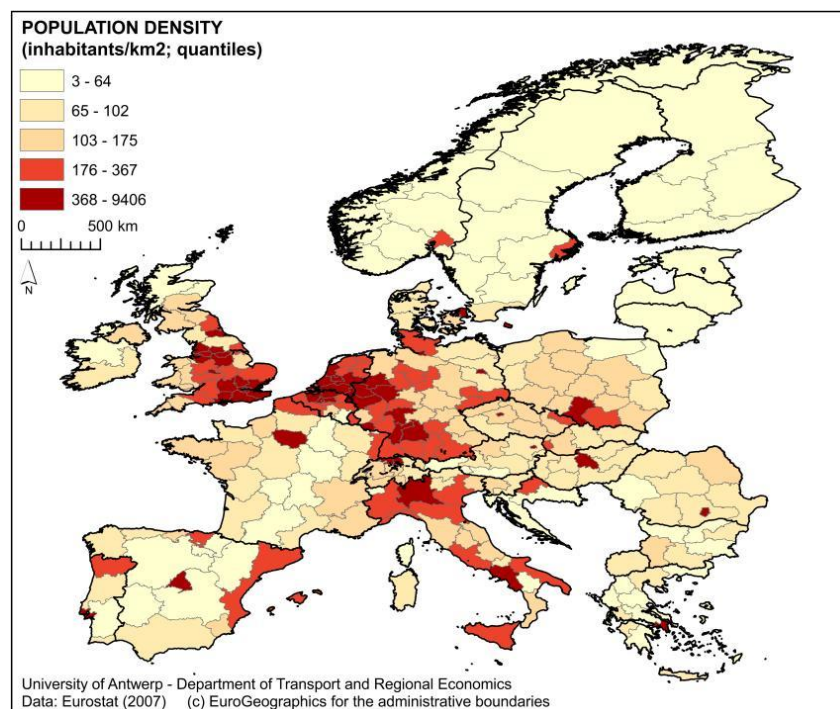 POPULATION DENSITY
(inhabitants/km2; quantiles)
3 - 64
65 - 102
103 - 175
176 - 367
368 - 9406
0 500 km
N
University of Antwerp - Department of Transport and Regional Economics
Data: Eurostat (2007) (c) EuroGeographics for the administrative boundaries